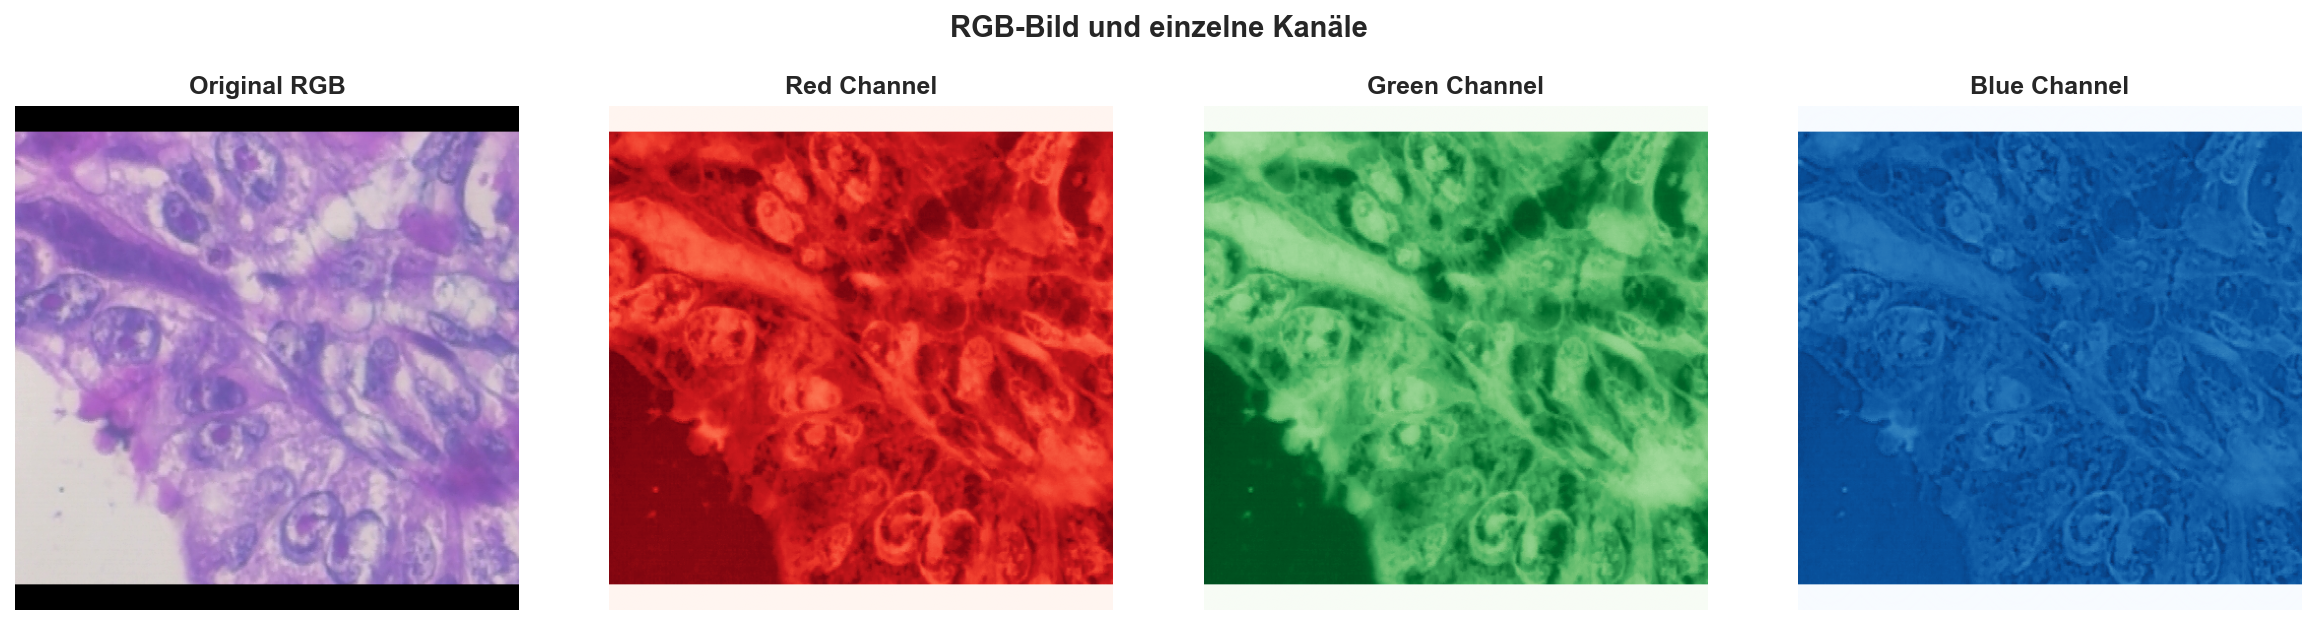 RGB-Bild und einzelne Kanäle
Original RGB
Red Channel
Green Channel
Blue Channel